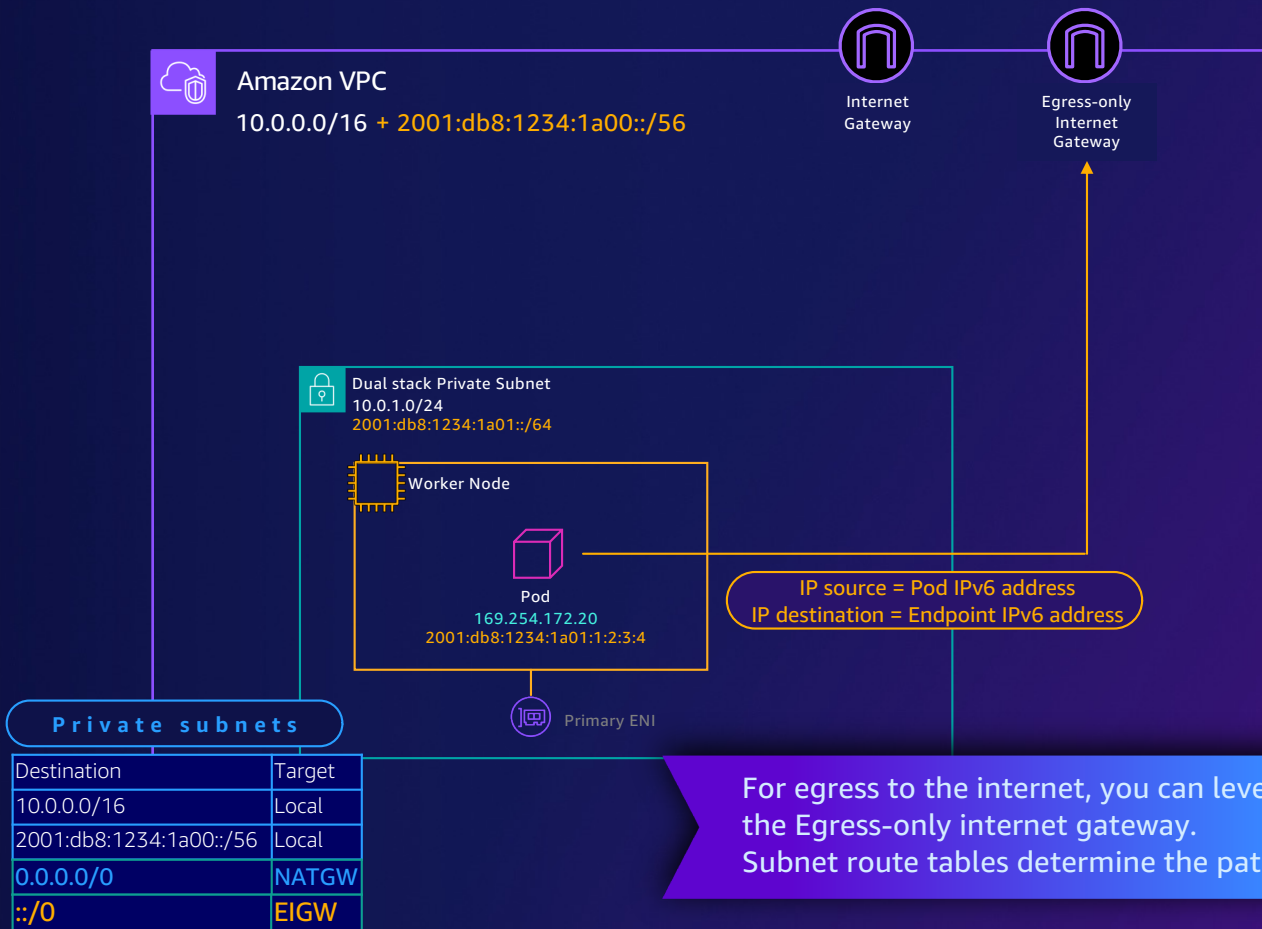 Amazon VPC
10.0.0.0/16 + 2001:db8:1234:1a00::/56
Internet
Gateway
Egress-only
Internet
Gateway
Dual stack Private Subnet
10.0.1.0/24
2001:db8:1234:1a01::/64
Worker Node
Pod
169.254.172.20
2001:db8:1234:1a01:1:2:3:4
IP source = Pod IPv6 address
IP destination = Endpoint IPv6 address
Primary ENI
Private subnets
Destination Target
10.0.0.0/16 Local
2001:db8:1234:1a00::/56 Local
0.0.0.0/0 NATGW
::/0 EIGW
For egress to the internet, you can
the Egress-only internet gateway.
Subnet route tables determine the